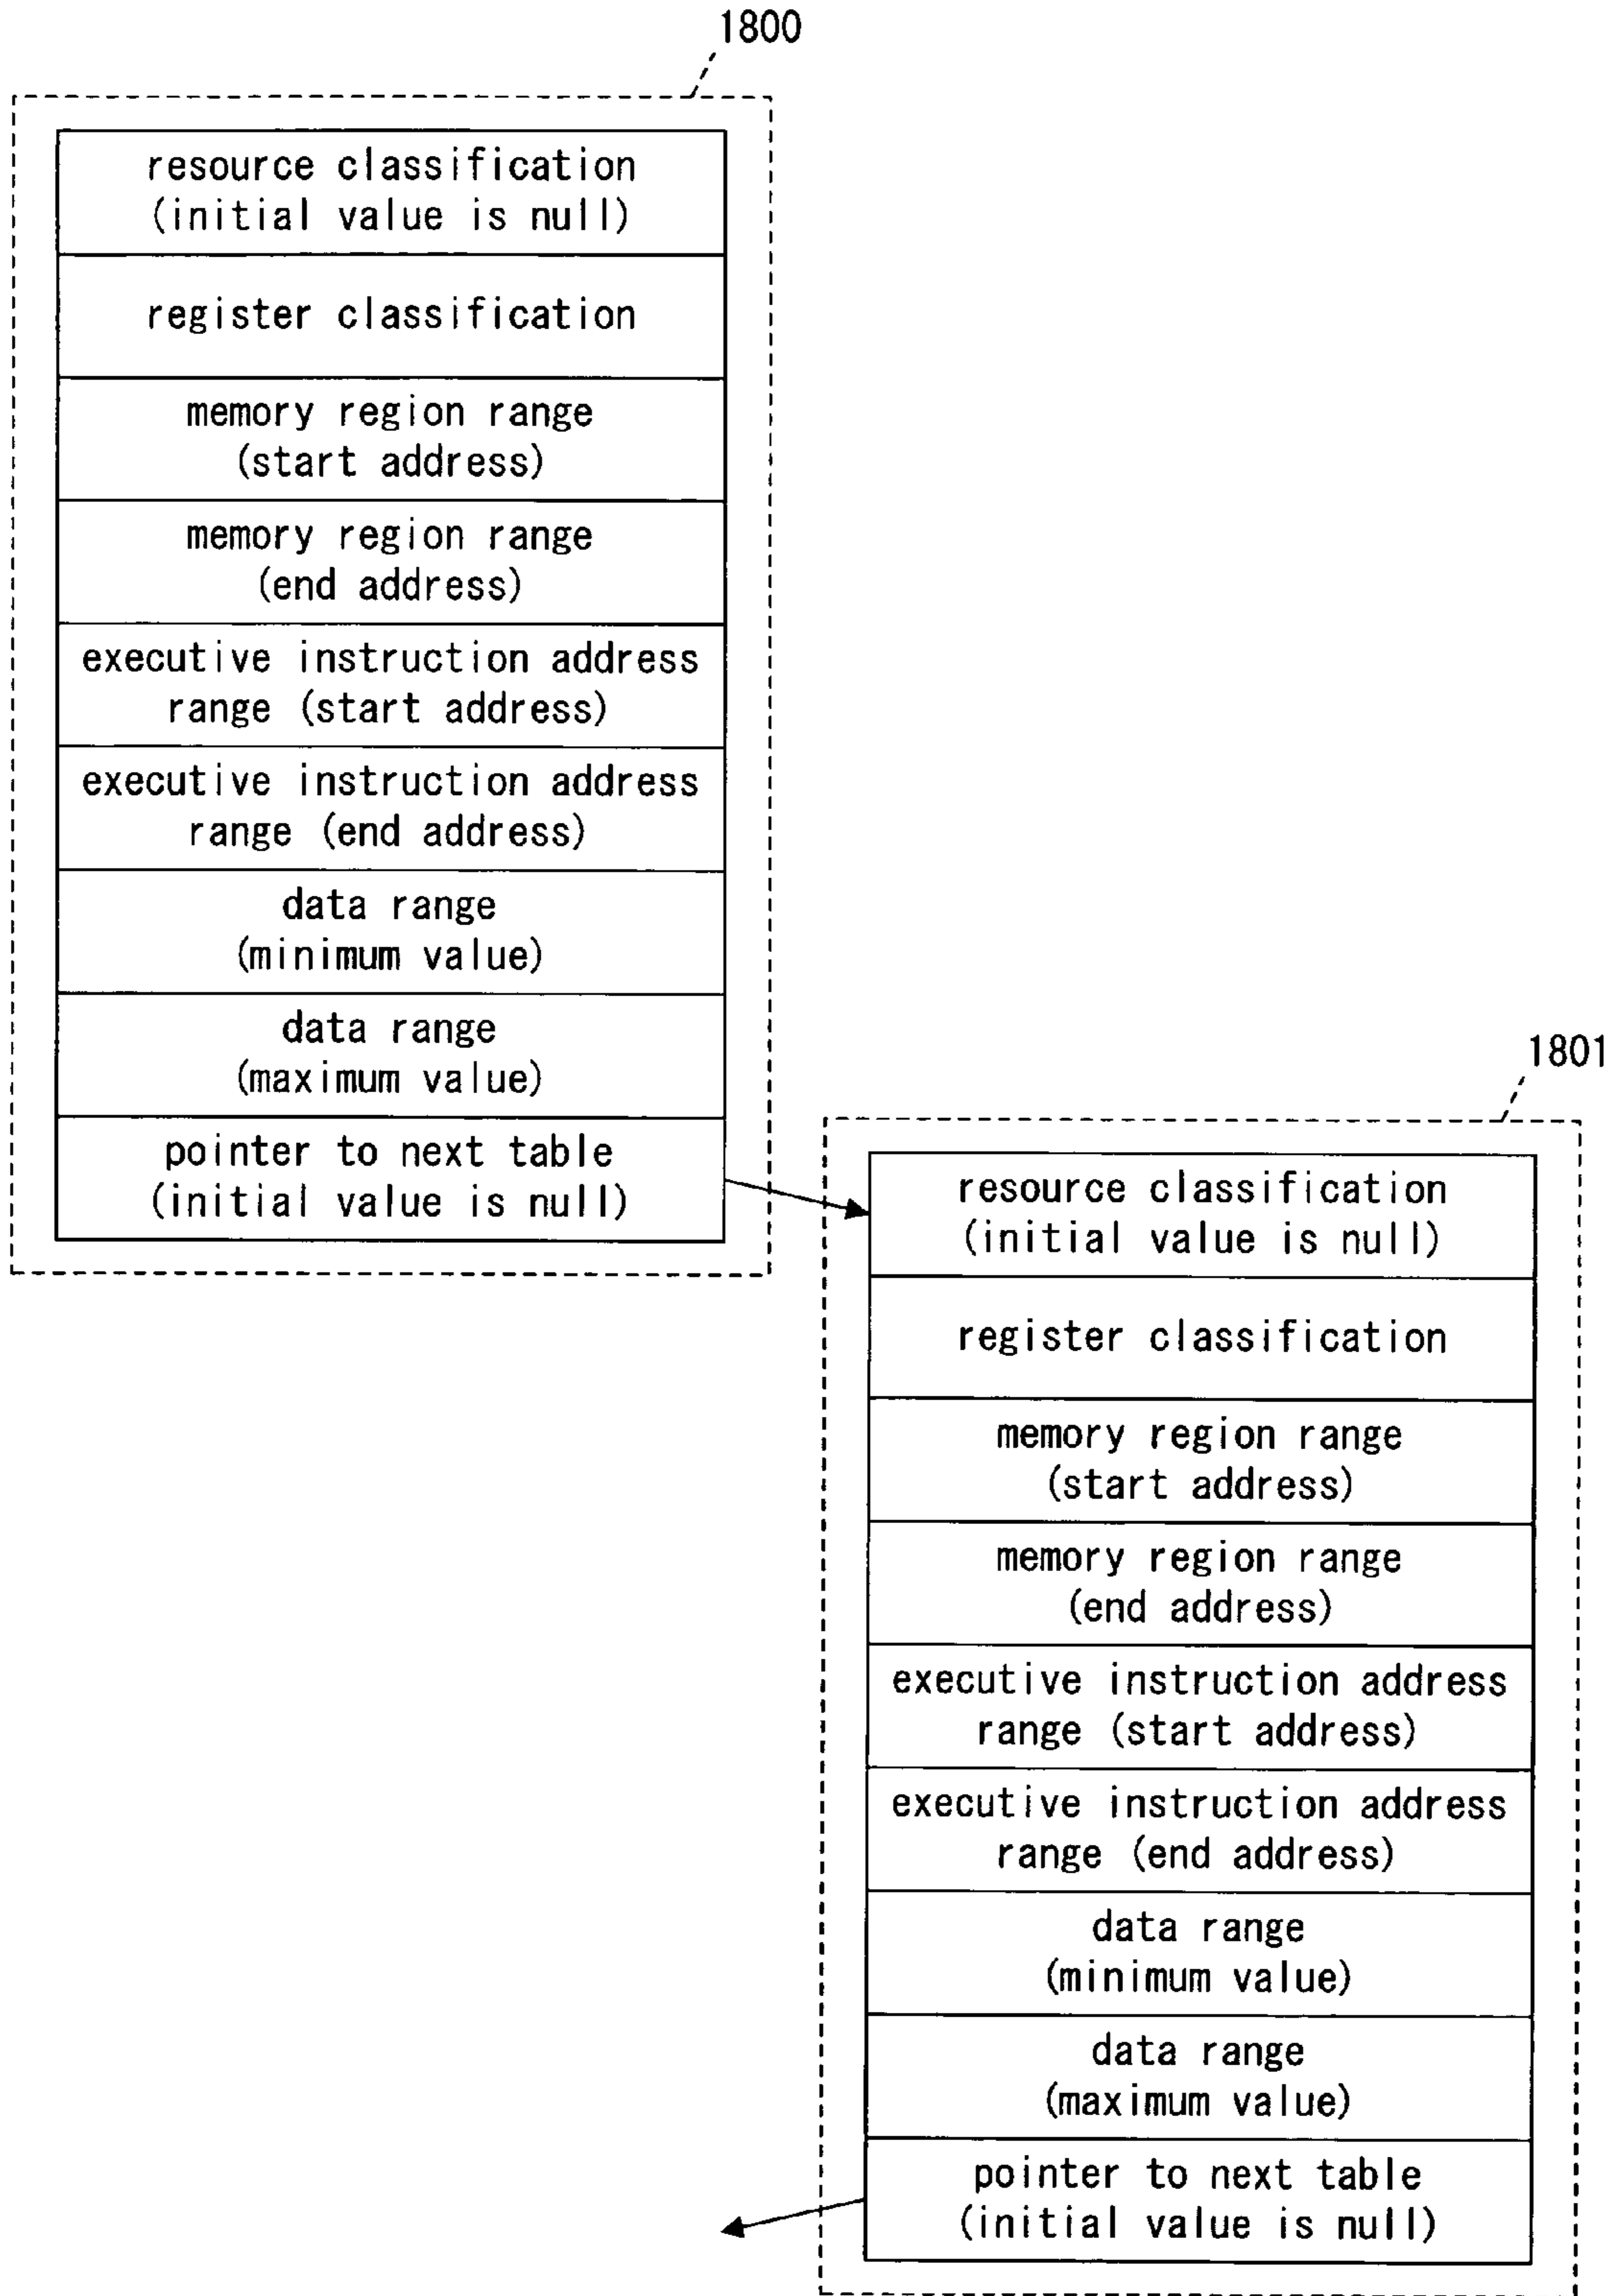 1800
resource classification
(initial value is null)
register classification
memory region range
(start address)
memory region range
(end address)
executive instruction address
range (start address)
executive instruction address
range (end address)
data range
(minimum value)
data range
(maximum value)
pointer to next table
(initial value is null)
1801
resource classification
(initial value is null)
register classification
memory region range
(start address)
memory region range
(end address)
executive instruction address
range (start address)
executive instruction address
range (end address)
data range
(minimum value)
data range
(maximum value)
pointer to next table
(initial value is null)